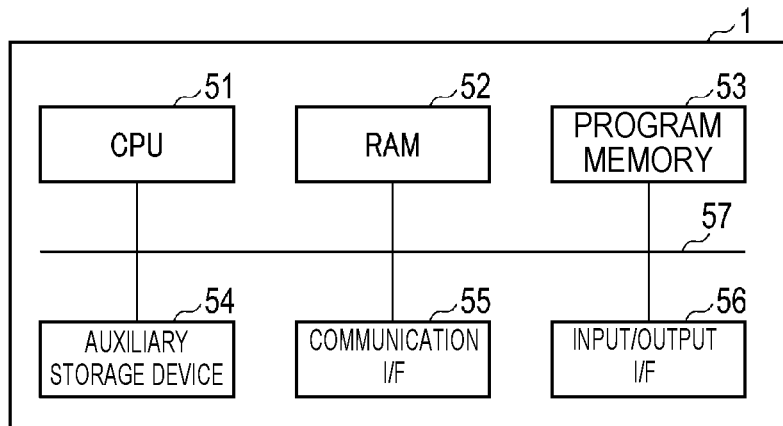 1
51
52
53
CPU
RAM
PROGRAM
MEMORY
57
54
55
56
AUXILIARY
STORAGE DEVICE
COMMUNICATION
I/F
INPUT/OUTPUT
I/F